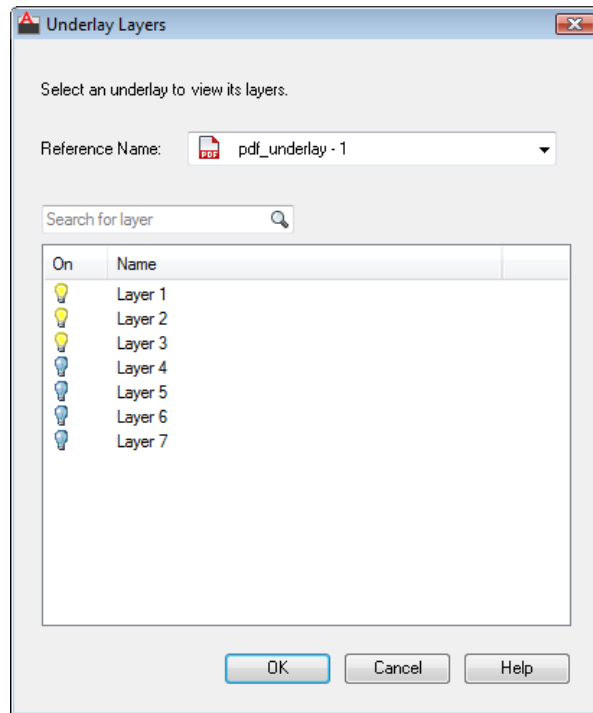 Underlay Layers
Select an underlay to view its layers.
Reference Name: PDF pdf_underlay - 1
Search for layer
On Name
Layer 1
Layer 2
Layer 3
Layer 4
Layer 5
Layer 6
Layer 7
OK Cancel Help